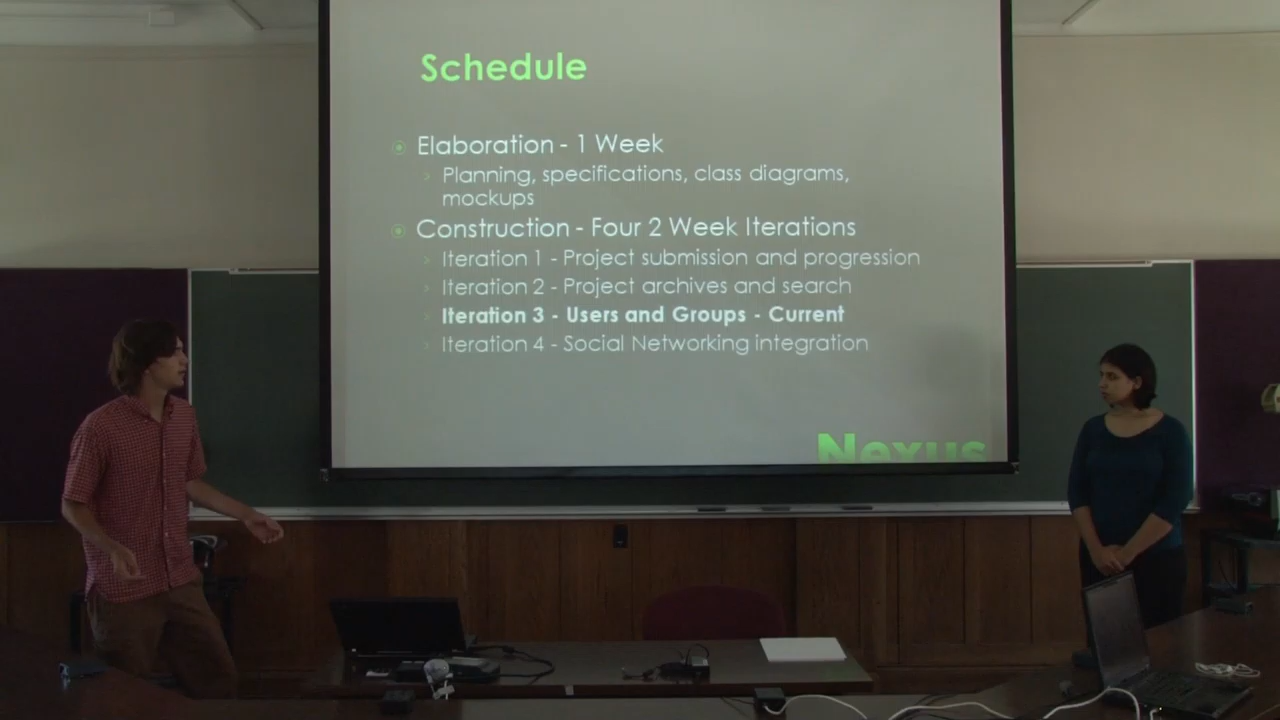 Schedule
Elaboration - 1 Week
Planning, specifications, class diagrams,
mockups
Construction - Four 2 Week Iterations
Iteration 1 - Project submission and progression
Iteration 2 - Project archives and search
Iteration 3 - Users and Groups - Current
Iteration 4 - Social Networking integration
Nexus